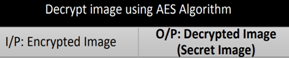 Decrypt image using AES Algorithm
I/P: Encrypted Image
O/P: Decrypted Image
(Secret Image)